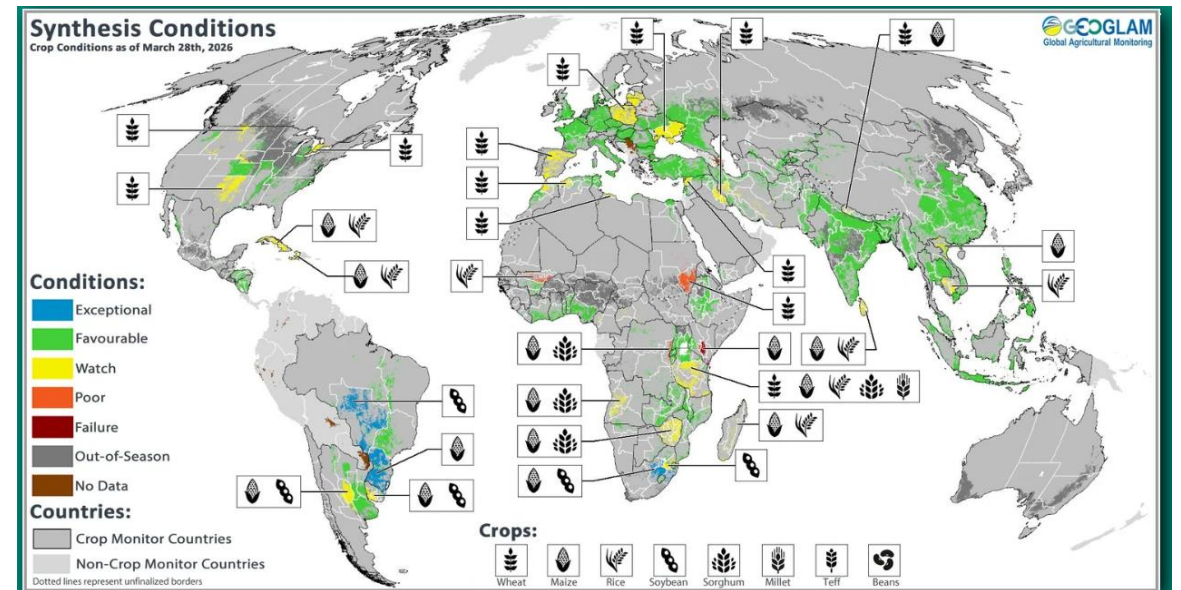 Synthesis Conditions
Crop Conditions as of March 28th, 2026
GEOGLAM
Global Agricultural Monitoring
Conditions:
Exceptional
Favourable
Watch
Poor
Failure
Out-of-Season
No Data
Countries:
Crop Monitor Countries
Non-Crop Monitor Countries
Dotted lines represent unfinalized borders
Crops:
Wheat
Maize
Rice
Soybean
Sorghum
Millet
Teff
Beans